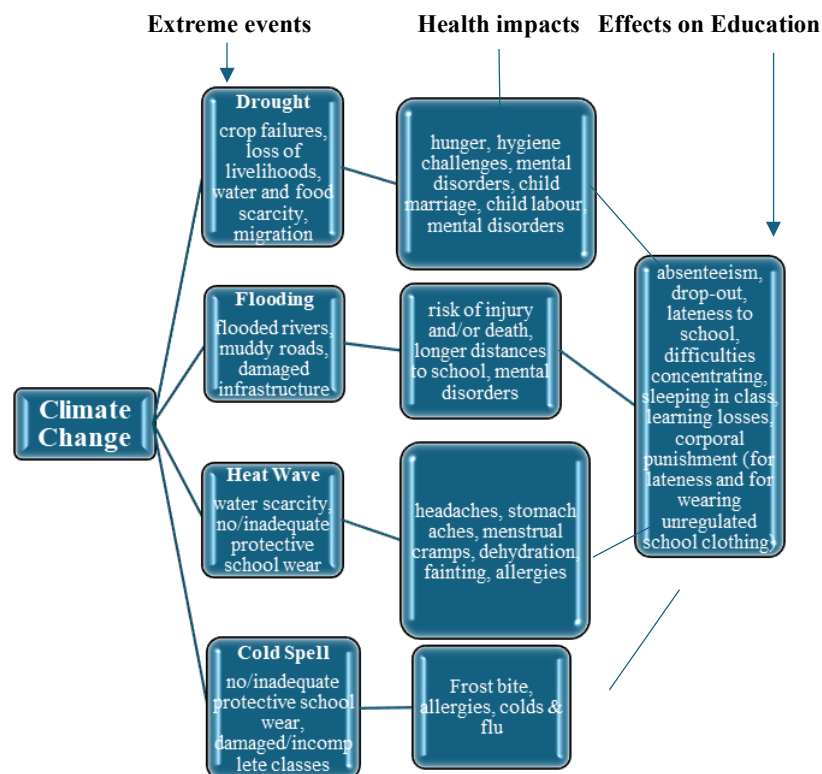 Extreme events
Health impacts
Effects on Education
Climate
Change
Drought
crop failures,
loss of
livelihoods,
water and food
scarcity,
migration
hunger, hygiene
challenges, mental
disorders, child
marriage, child labour,
mental disorders
Flooding
flooded rivers,
muddy roads,
damaged
infrastructure
risk of injury
and/or death,
longer distances
to school, mental
disorders
Heat Wave
water scarcity,
no/inadequate
protective
school wear
headaches, stomach
aches, menstrual
cramps, dehydration,
fainting, allergies
Cold Spell
no/inadequate
protective school
wear,
damaged/incomp
lete classes
Frost bite,
allergies, colds &
flu
absenteeism,
drop-out,
lateness to
school,
difficulties
concentrating,
sleeping in class,
learning losses,
corporal
punishment (for
lateness and for
wearing
unregulated
school clothing)